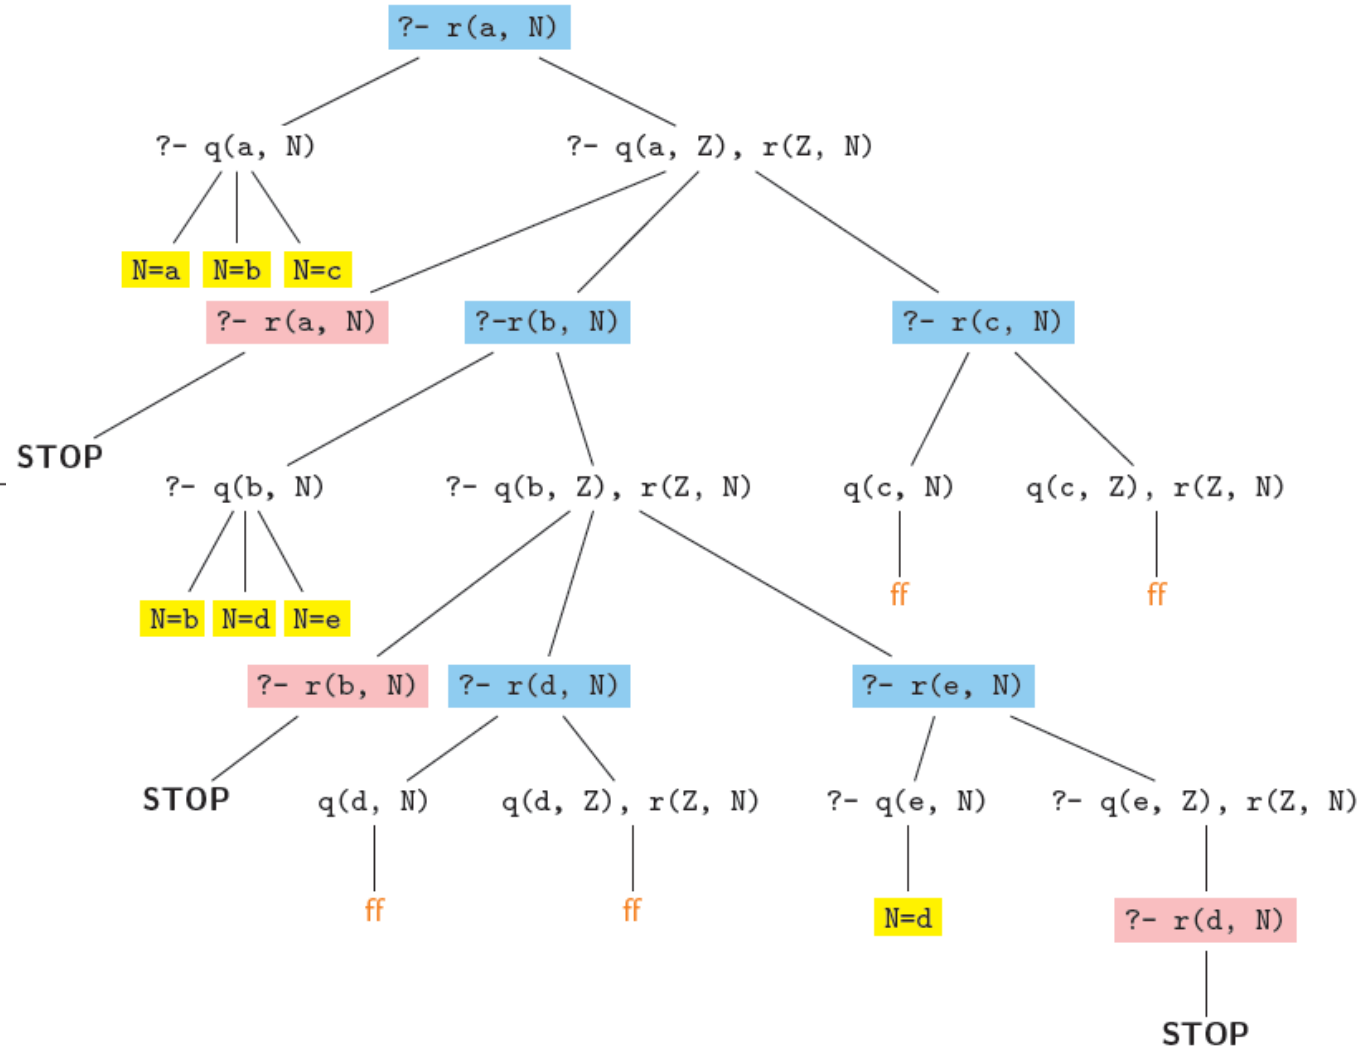 ?- r(a, N)
?- q(a, N) ?- q(a, Z), r(Z, N)
N=a N=b N=c
?- r(a, N) ?-r(b, N) ?- r(c, N)
STOP
?- q(b, N) ?- q(b, Z), r(Z, N) q(c, N) q(c, Z), r(Z, N)
ff ff
N=b N=d N=e
?- r(b, N) ?- r(d, N) ?- r(e, N)
STOP q(d, N) q(d, Z), r(Z, N) ?- q(e, N) ?- q(e, Z), r(Z, N)
ff ff N=d ?- r(d, N)
STOP